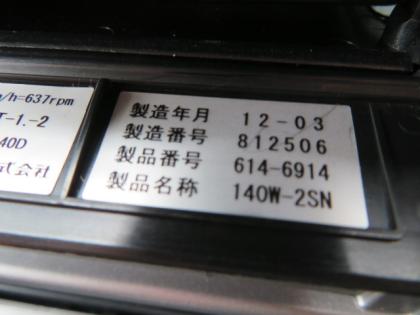 /h=637rpm
T-1.-2
40D
式会社
製造年月 12-03
製造番号 812506
製品番号 614-6914
製品名称 140W-2SN